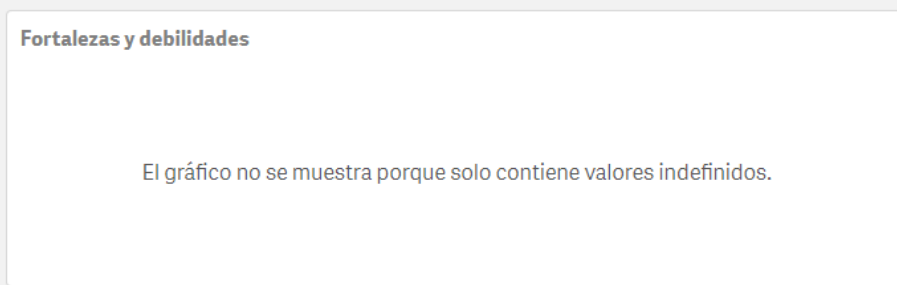 Fortalezas y debilidades
El gráfico no se muestra porque solo contiene valores indefinidos.